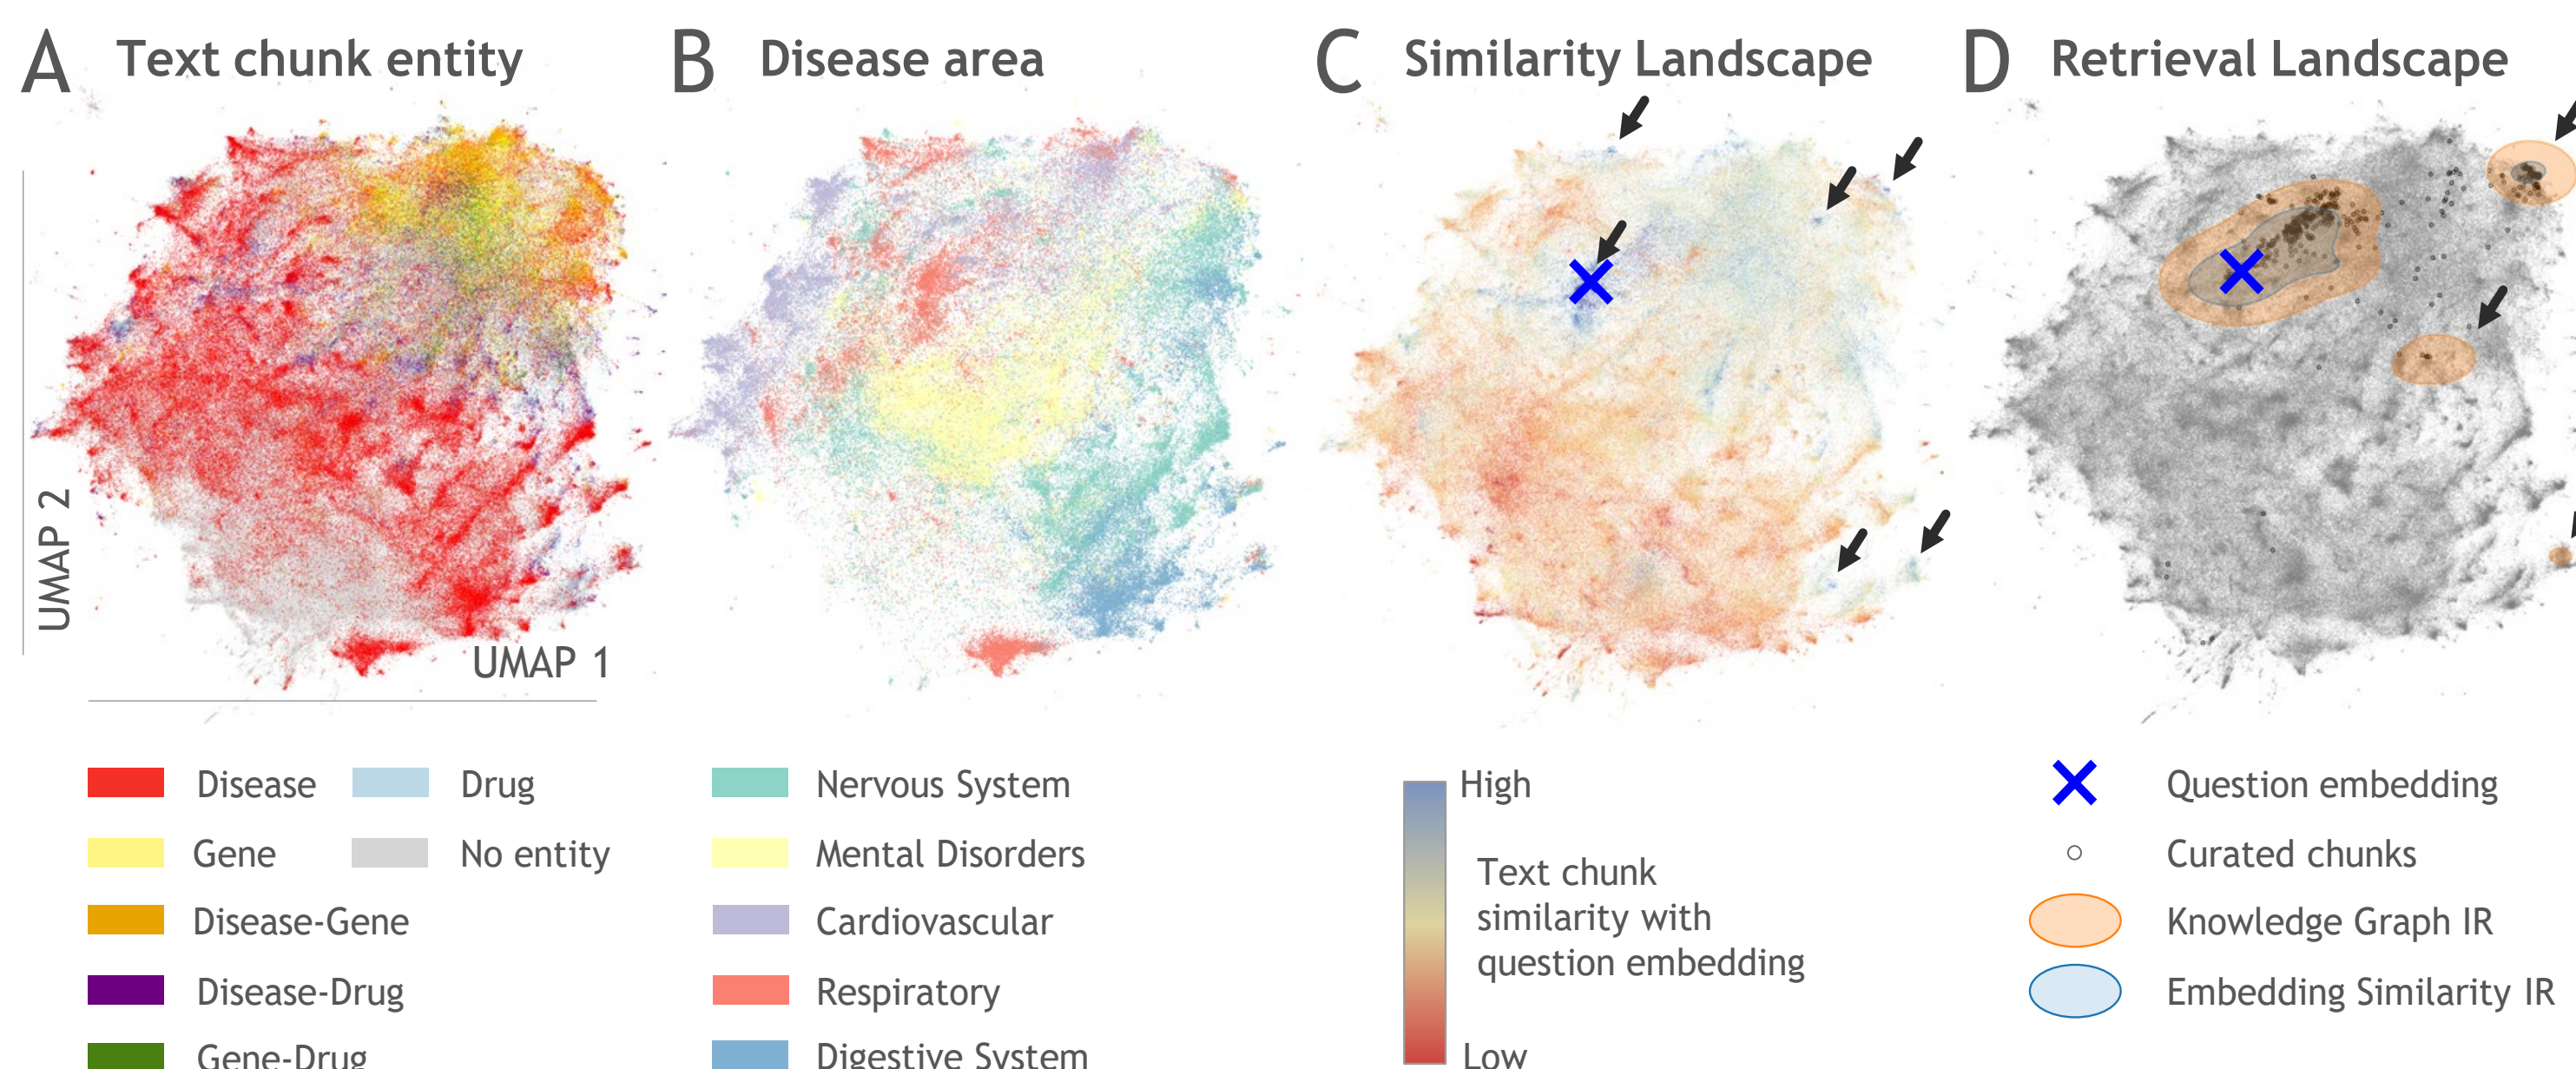 A Text chunk entity
B Disease area
C Similarity Landscape
D Retrieval Landscape
UMAP 2
UMAP 1
Disease
Drug
Gene
No entity
Disease-Gene
Disease-Drug
Gene-Drug
Nervous System
Mental Disorders
Cardiovascular
Respiratory
Digestive System
High
Text chunk
similarity with
question embedding
Low
Question embedding
Curated chunks
Knowledge Graph IR
Embedding Similarity IR